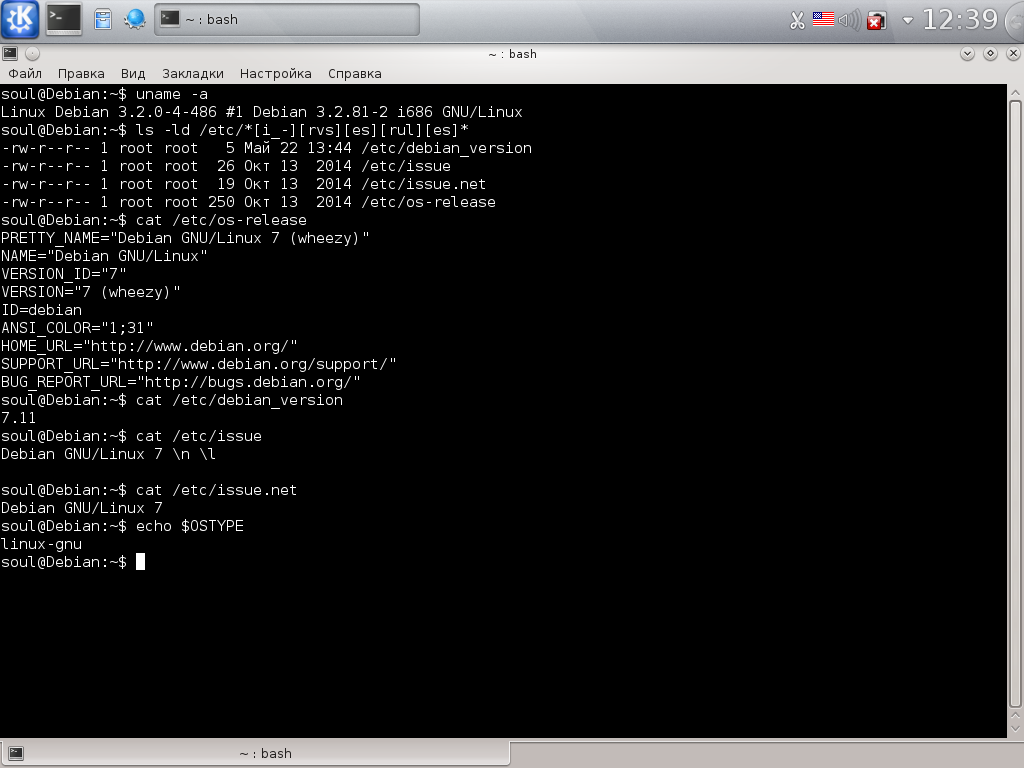 ~ : bash
12:39
~ : bash
Файл Правка Вид Закладки Настройка Справка
soul@Debian:~$ uname -a
Linux Debian 3.2.0-4-486 #1 Debian 3.2.81-2 i686 GNU/Linux
soul@Debian:~$ ls -ld /etc/*[i_-][rvs][es][rul][es]*
-rw-r--r-- 1 root root   5 Май 22 13:44 /etc/debian_version
-rw-r--r-- 1 root root  26 Окт 13  2014 /etc/issue
-rw-r--r-- 1 root root  19 Окт 13  2014 /etc/issue.net
-rw-r--r-- 1 root root 250 Окт 13  2014 /etc/os-release
soul@Debian:~$ cat /etc/os-release
PRETTY_NAME="Debian GNU/Linux 7 (wheezy)"
NAME="Debian GNU/Linux"
VERSION_ID="7"
VERSION="7 (wheezy)"
ID=debian
ANSI_COLOR="1;31"
HOME_URL="http://www.debian.org/"
SUPPORT_URL="http://www.debian.org/support/"
BUG_REPORT_URL="http://bugs.debian.org/"
soul@Debian:~$ cat /etc/debian_version
7.11
soul@Debian:~$ cat /etc/issue
Debian GNU/Linux 7 \n \l
soul@Debian:~$ cat /etc/issue.net
Debian GNU/Linux 7
soul@Debian:~$ echo $OSTYPE
linux-gnu
soul@Debian:~$
~ : bash